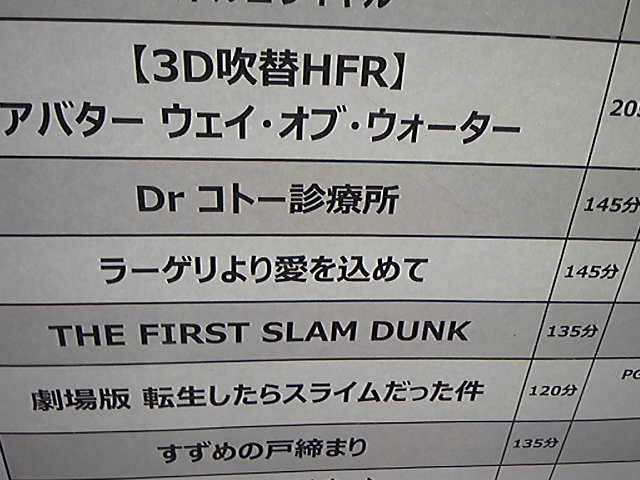 【3D吹替HFR】
アバター ウェイ・オブ・ウォーター
20
Dr コトー診療所
145分
ラーゲリより愛を込めて
145分
THE FIRST SLAM DUNK
135分
劇場版 転生したらスライムだった件
120分
PG
すずめの戸締まり
135分